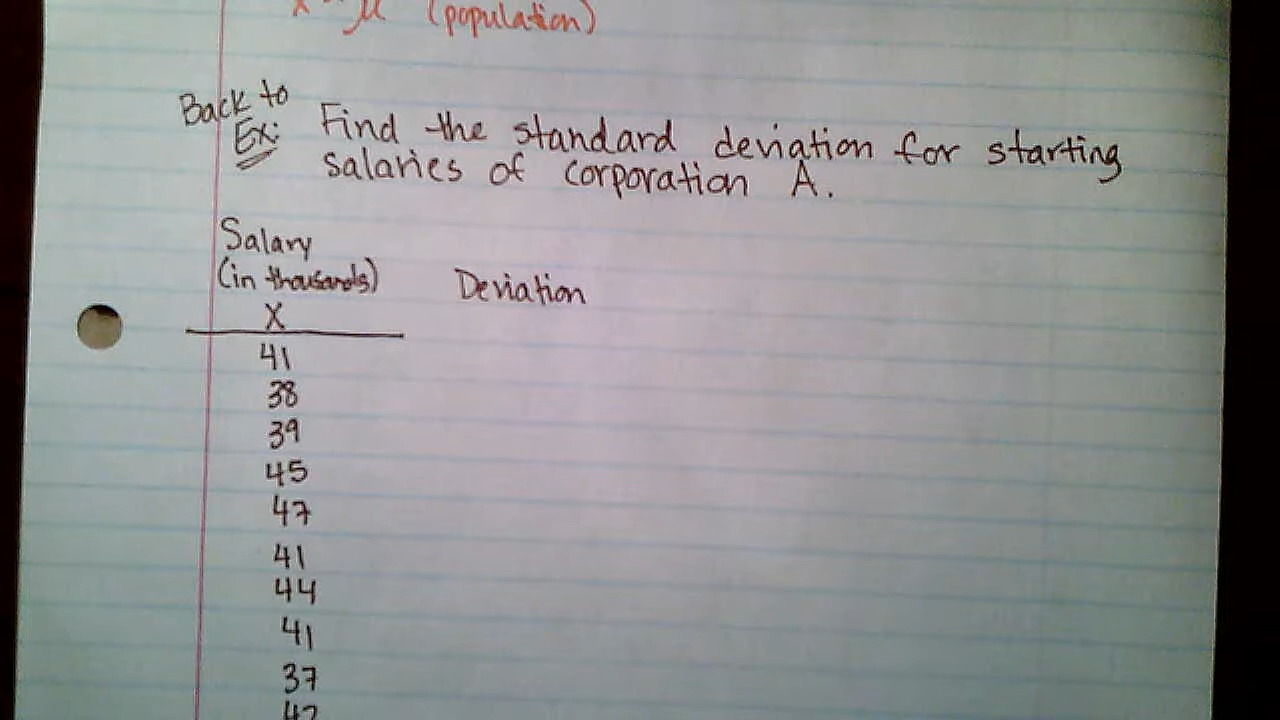 x - μ (population)
Back to
Ex: Find the standard deviation for starting
salaries of corporation A.
Salary
(in thousands) Deviation
X
41
38
39
45
47
41
44
41
37
42